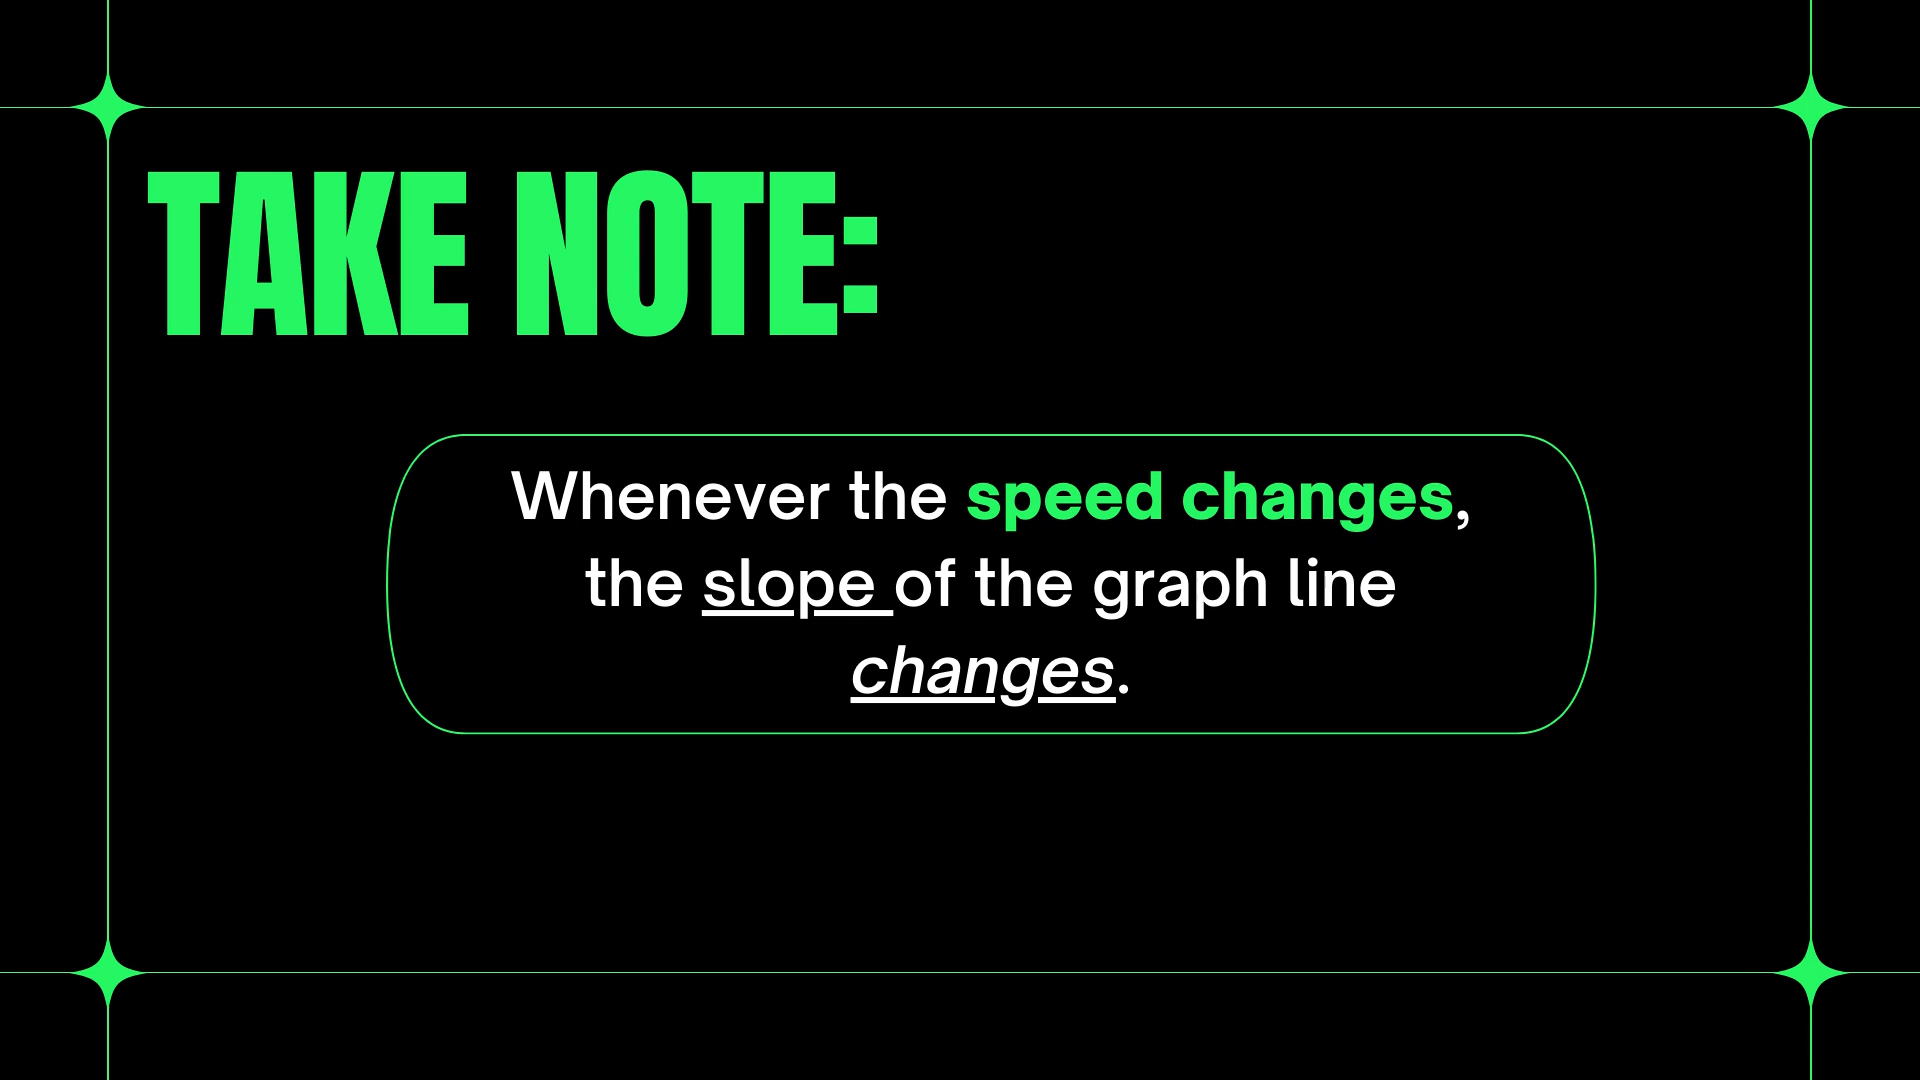 TAKE NOTE:
Whenever the speed changes,
the slope of the graph line
changes.